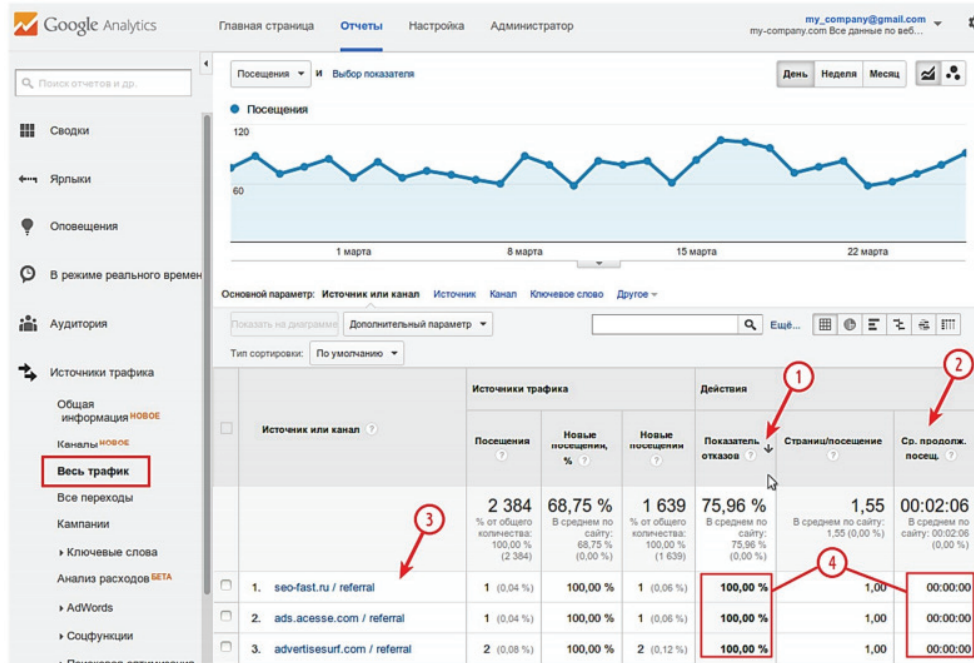 Google Analytics
Главная страница Отчеты Настройка Администратор
my_company@gmail.com
my-company.com Все данные по веб...
Поиск отчетов и др.
Сводки
Ярлыки
Оповещения
В режиме реального времен
Аудитория
Источники трафика
Общая
информация НОВОЕ
Каналы НОВОЕ
Весь трафик
Все переходы
Кампании
Ключевые слова
Анализ расходов БЕТА
AdWords
Соцфункции
Посещения И Выбор показателя
День Неделя Месяц
Посещения
120
60
1 марта 8 марта 15 марта 22 марта
Основной параметр: Источник или канал Источник Канал Ключевое слово Другое
Показать на диаграмме Дополнительный параметр Ещё...
Тип сортировки: По умолчанию
1
2
Источники трафика Действия
Источник или канал ?
Посещения ?
Новые посещения, % ?
Новые посещения ?
Показатель отказов ?
Страниц/посещение ?
Ср. продолж. посещ. ?
3
2 384 68,75 % 1 639 75,96 % 1,55 00:02:06
% от общего количества: 100,00 % (2 384)
В среднем по сайту: 68,75 % (0,00 %)
% от общего количества: 100,00 % (1 639)
В среднем по сайту: 75,96 % (0,00 %)
В среднем по сайту: 1,55 (0,00 %)
В среднем по сайту: 00:02:06 (0,00 %)
4
1. seo-fast.ru / referral 1 (0,04 %) 100,00 % 1 (0,06 %) 100,00 % 1,00 00:00:00
2. ads.acesse.com / referral 1 (0,04 %) 100,00 % 1 (0,06 %) 100,00 % 1,00 00:00:00
3. advertisesurf.com / referral 2 (0,08 %) 100,00 % 2 (0,12 %) 100,00 % 1,00 00:00:00